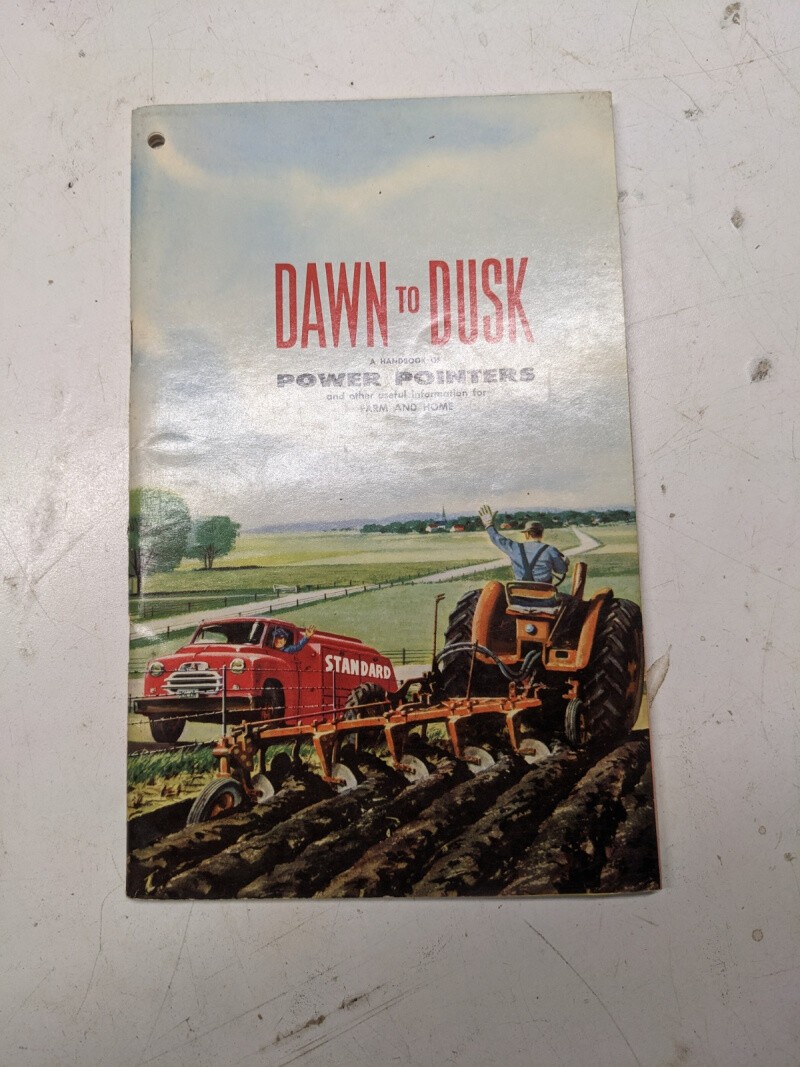 DAWN TO DUSK
A HANDBOOK OF
POWER POINTERS
and other useful information for
FARM AND HOME
STANDARD